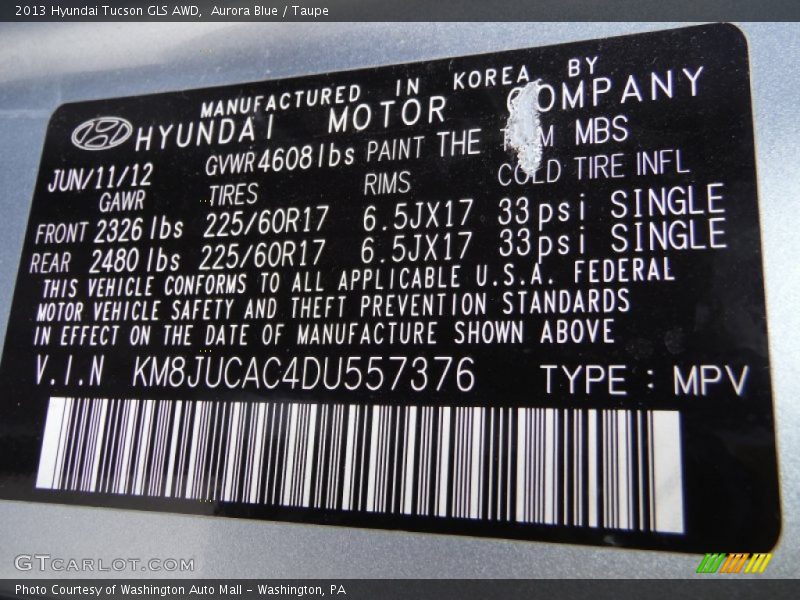 2013 Hyundai Tucson GLS AWD, Aurora Blue / Taupe
MANUFACTURED IN KOREA BY
HYUNDAI MOTOR COMPANY
JUN/11/12 GVWR4608lbs PAINT THE TRIM MBS
GAWR TIRES RIMS COLD TIRE INFL
FRONT 2326 lbs 225/60R17 6.5JX17 33psi SINGLE
REAR 2480 lbs 225/60R17 6.5JX17 33psi SINGLE
THIS VEHICLE CONFORMS TO ALL APPLICABLE U.S.A. FEDERAL
MOTOR VEHICLE SAFETY AND THEFT PREVENTION STANDARDS
IN EFFECT ON THE DATE OF MANUFACTURE SHOWN ABOVE
V.I.N KM8JUCAC4DU557376 TYPE : MPV
GTCARLOT.COM
Photo Courtesy of Washington Auto Mall - Washington, PA